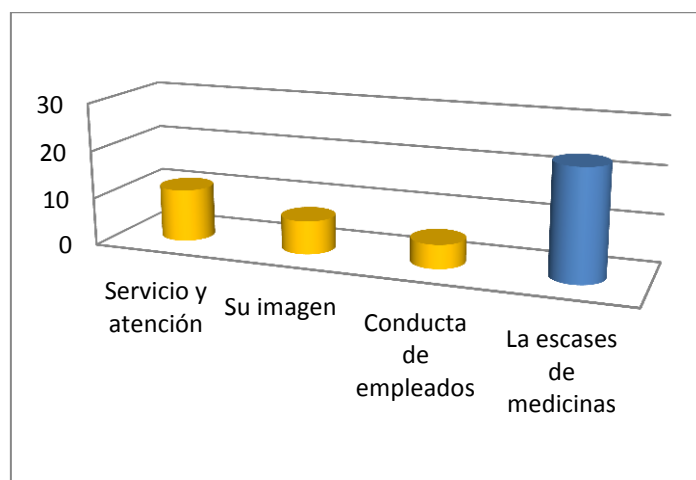 30
20
10
0
Servicio y
atención
Su imagen
Conducta
de
empleados
La escases
de
medicinas